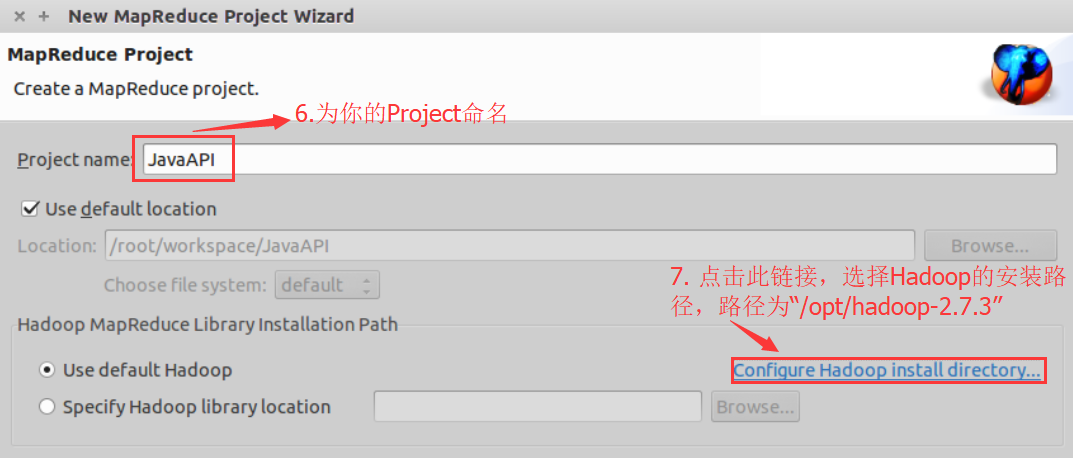 New MapReduce Project Wizard
MapReduce Project
Create a MapReduce project.
6.为你的Project命名
Project name: JavaAPI
Use default location
Location: /root/workspace/JavaAPI Browse...
Choose file system: default
7. 点击此链接，选择Hadoop的安装路
径，路径为“/opt/hadoop-2.7.3”
Hadoop MapReduce Library Installation Path
Use default Hadoop Configure Hadoop install directory...
Specify Hadoop library location Browse...